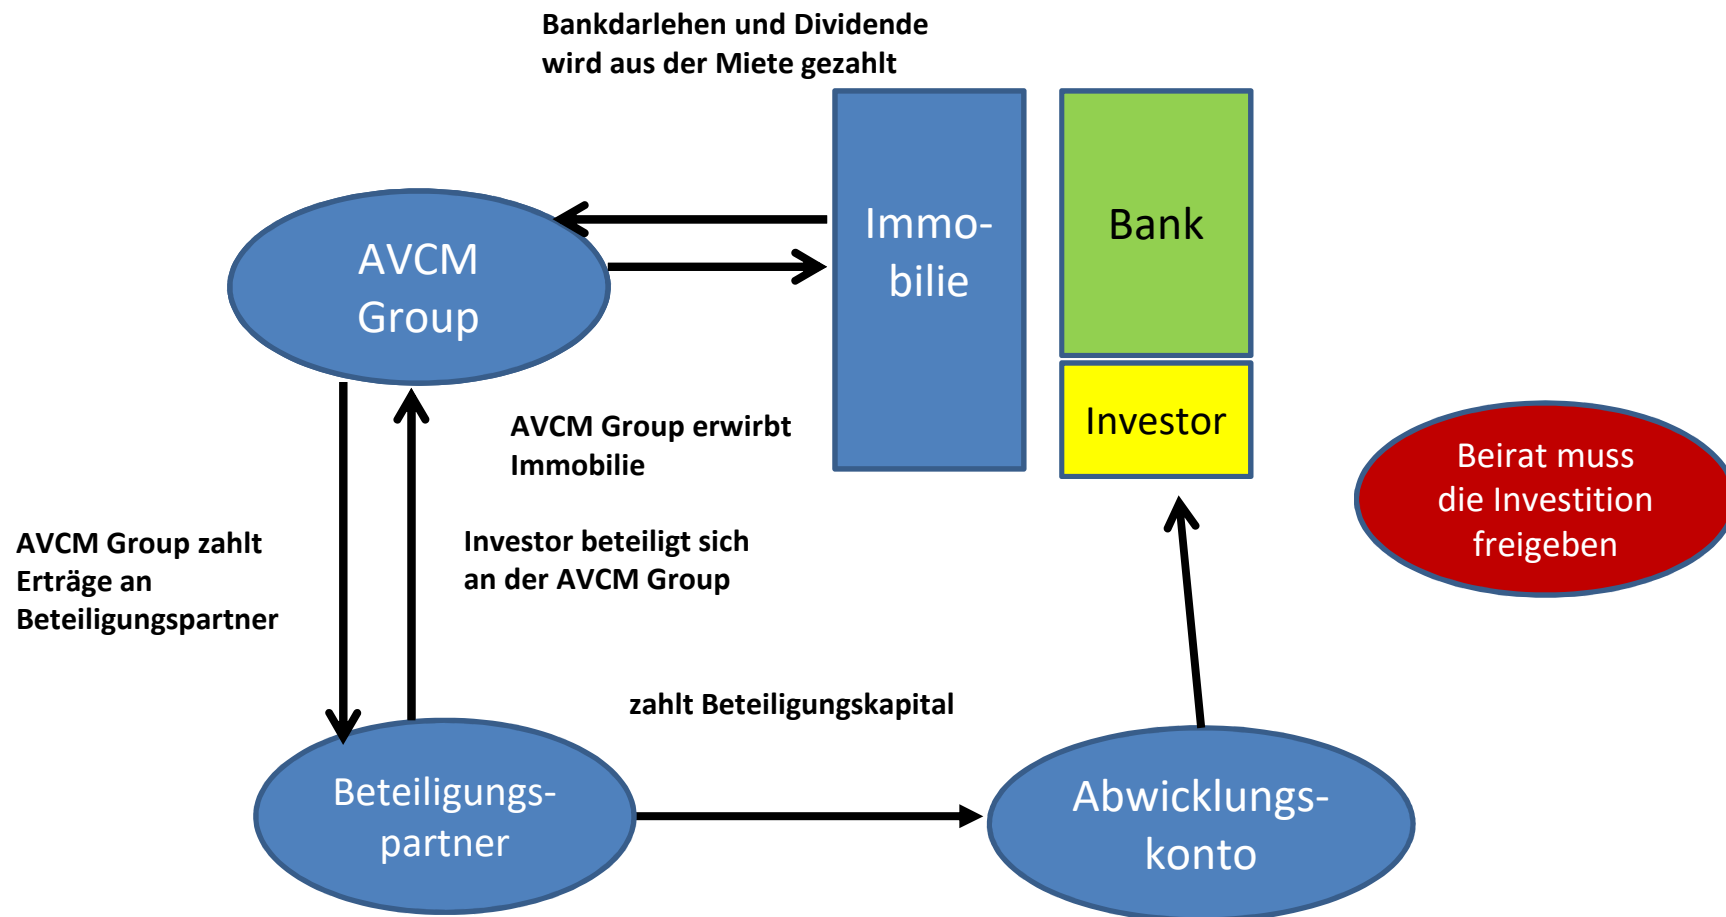 Bankdarlehen und Dividende
wird aus der Miete gezahlt
Immo-
bilie
Bank
AVCM
Group
Investor
AVCM Group erwirbt
Immobilie
Beirat muss
die Investition
freigeben
AVCM Group zahlt
Erträge an
Beteiligungspartner
Investor beteiligt sich
an der AVCM Group
zahlt Beteiligungskapital
Beteiligungs-
partner
Abwicklungs-
konto